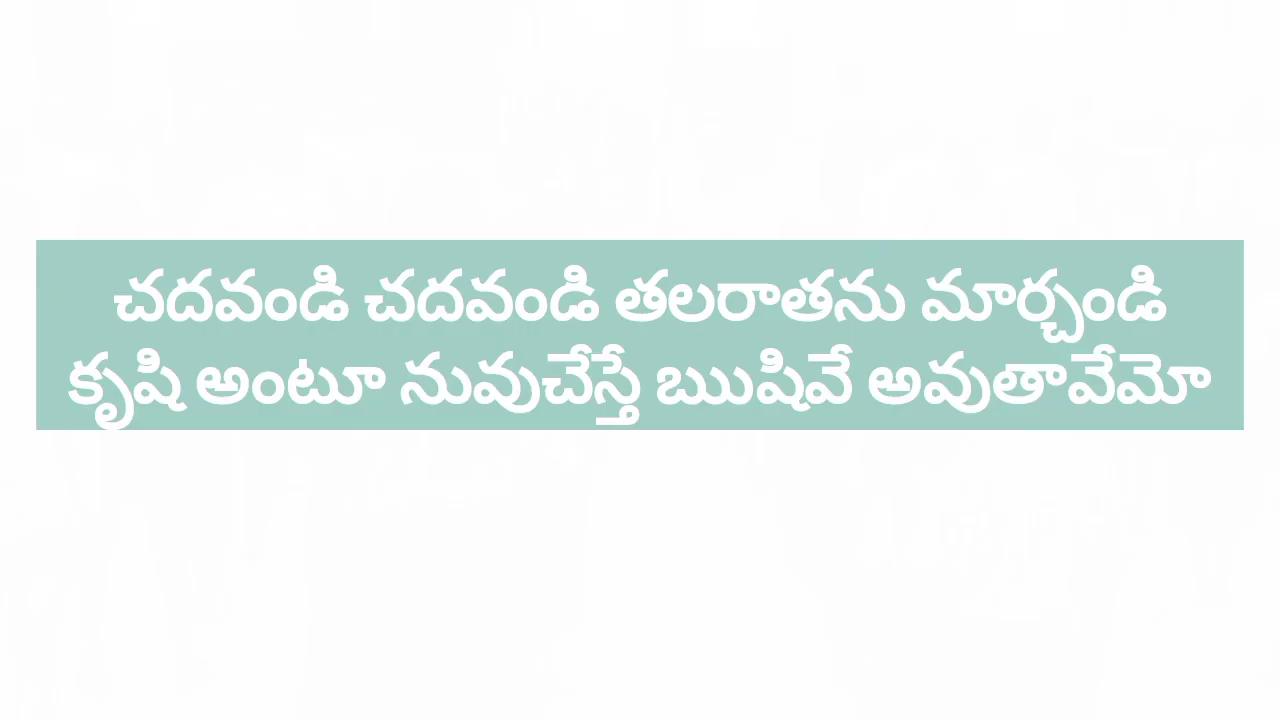 చదవండి చదవండి తలరాతను మార్చండి
కృషి అంటూ నువుచేస్తే ఋషివే అవుతావేమో